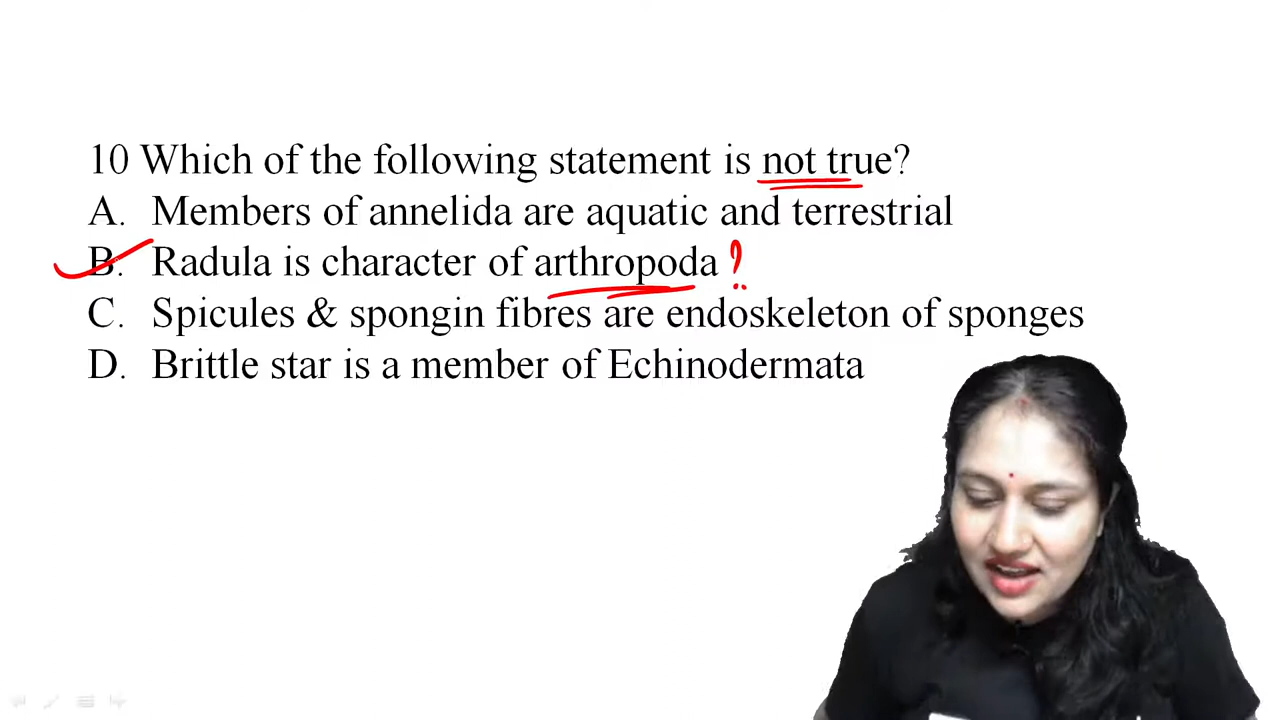 10 Which of the following statement is not true?
A. Members of annelida are aquatic and terrestrial
B. Radula is character of arthropoda ?
C. Spicules & spongin fibres are endoskeleton of sponges
D. Brittle star is a member of Echinodermata